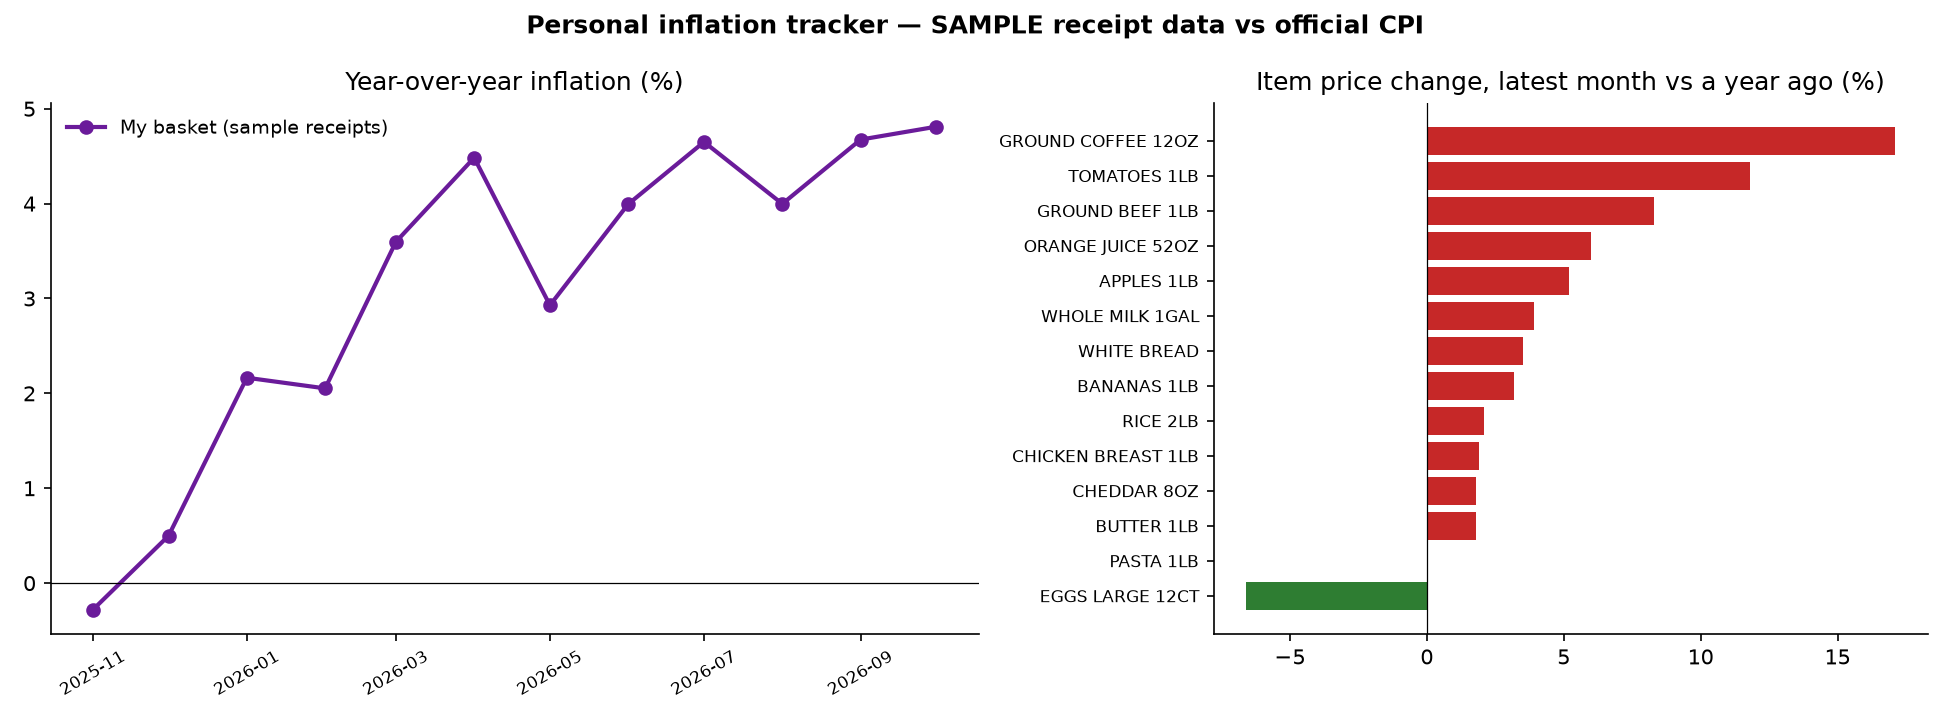 Personal inflation tracker — SAMPLE receipt data vs official CPI
Year-over-year inflation (%)
My basket (sample receipts)
5
4
3
2
1
0
2025-11
2026-01
2026-03
2026-05
2026-07
2026-09
Item price change, latest month vs a year ago (%)
GROUND COFFEE 12OZ
TOMATOES 1LB
GROUND BEEF 1LB
ORANGE JUICE 52OZ
APPLES 1LB
WHOLE MILK 1GAL
WHITE BREAD
BANANAS 1LB
RICE 2LB
CHICKEN BREAST 1LB
CHEDDAR 8OZ
BUTTER 1LB
PASTA 1LB
EGGS LARGE 12CT
−5
0
5
10
15